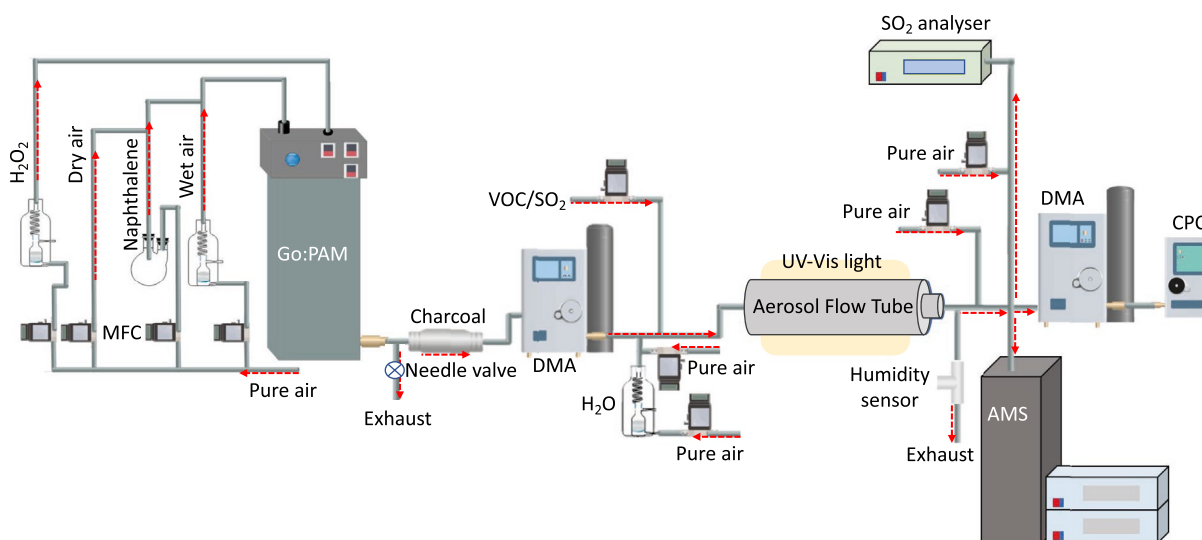 SO₂ analyser
H₂O₂
Dry air
Naphthalene
Wet air
Pure air
VOC/SO₂
Pure air
DMA
CPC
Go:PAM
UV-Vis light
Aerosol Flow Tube
MFC
Charcoal
Needle valve
DMA
Pure air
Pure air
Exhaust
H₂O
Pure air
Humidity
sensor
AMS
Exhaust